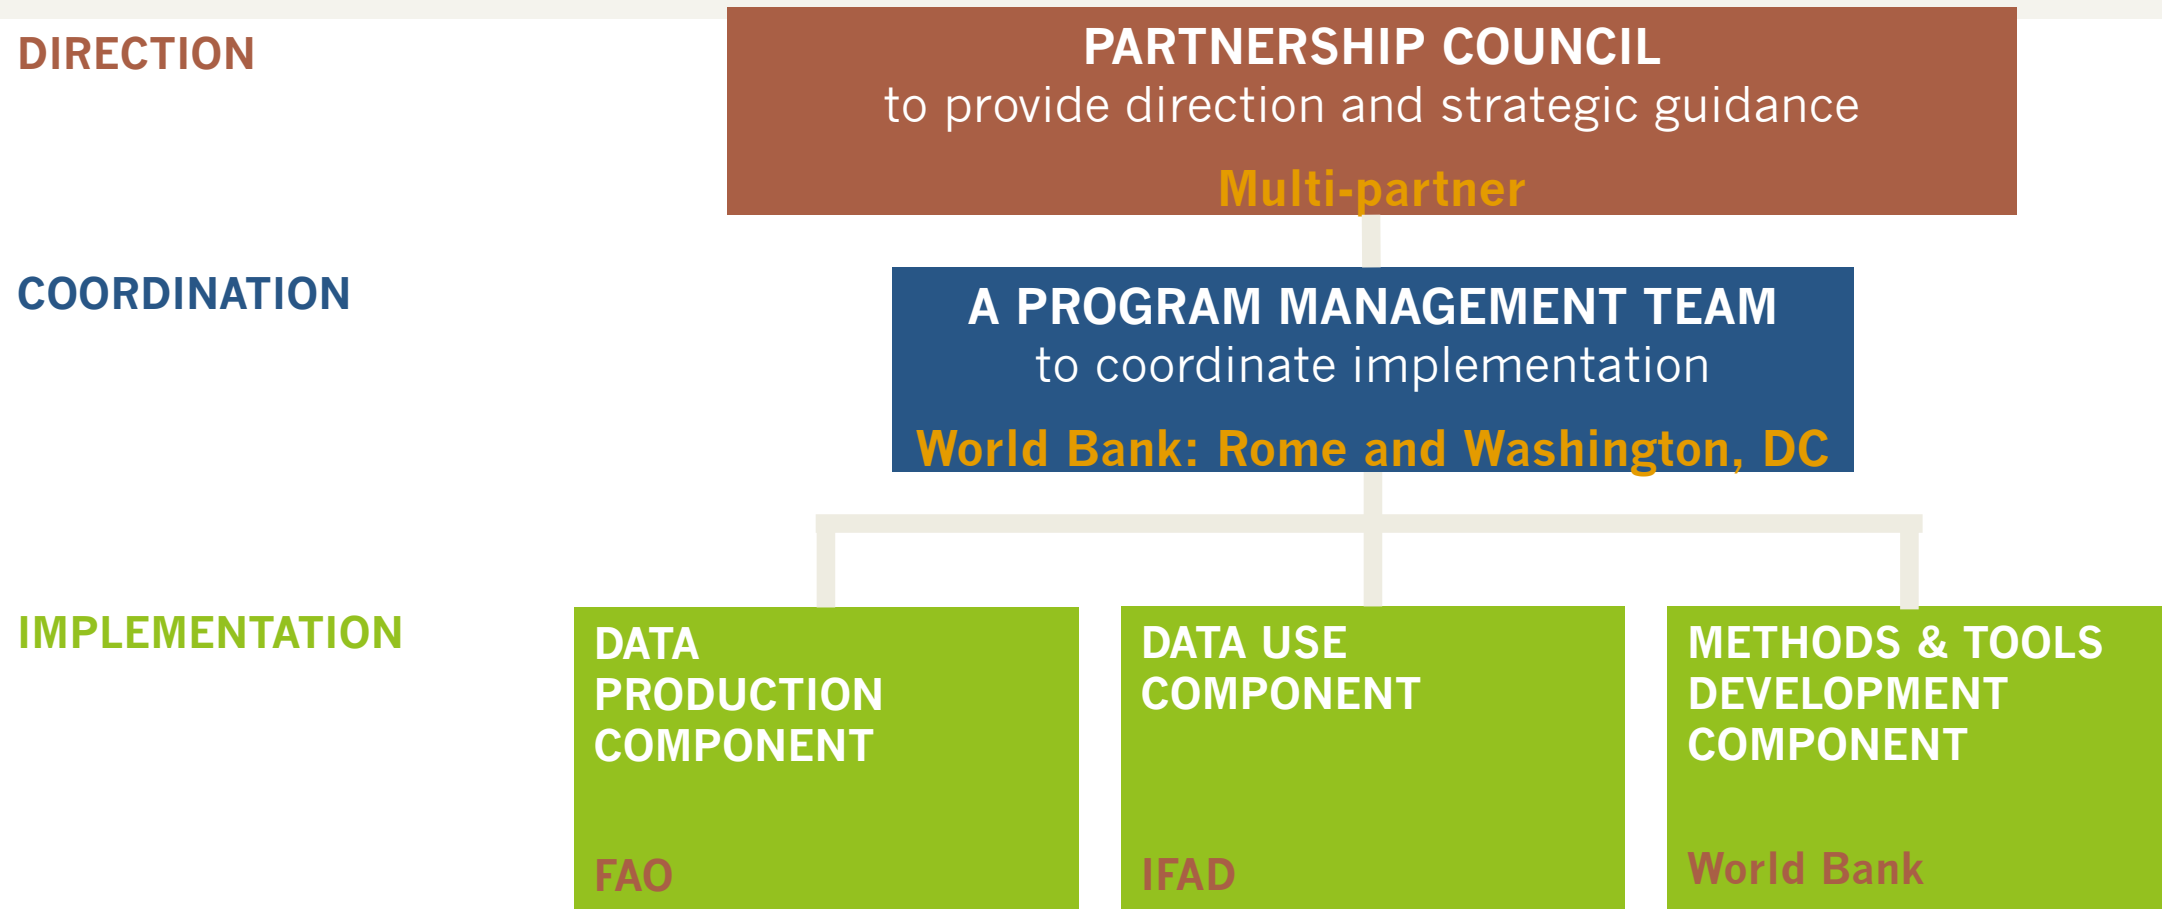 DIRECTION
PARTNERSHIP COUNCIL
to provide direction and strategic guidance
Multi-partner
COORDINATION
A PROGRAM MANAGEMENT TEAM
to coordinate implementation
World Bank: Rome and Washington, DC
IMPLEMENTATION
DATA
PRODUCTION
COMPONENT
FAO
DATA USE
COMPONENT
IFAD
METHODS & TOOLS
DEVELOPMENT
COMPONENT
World Bank